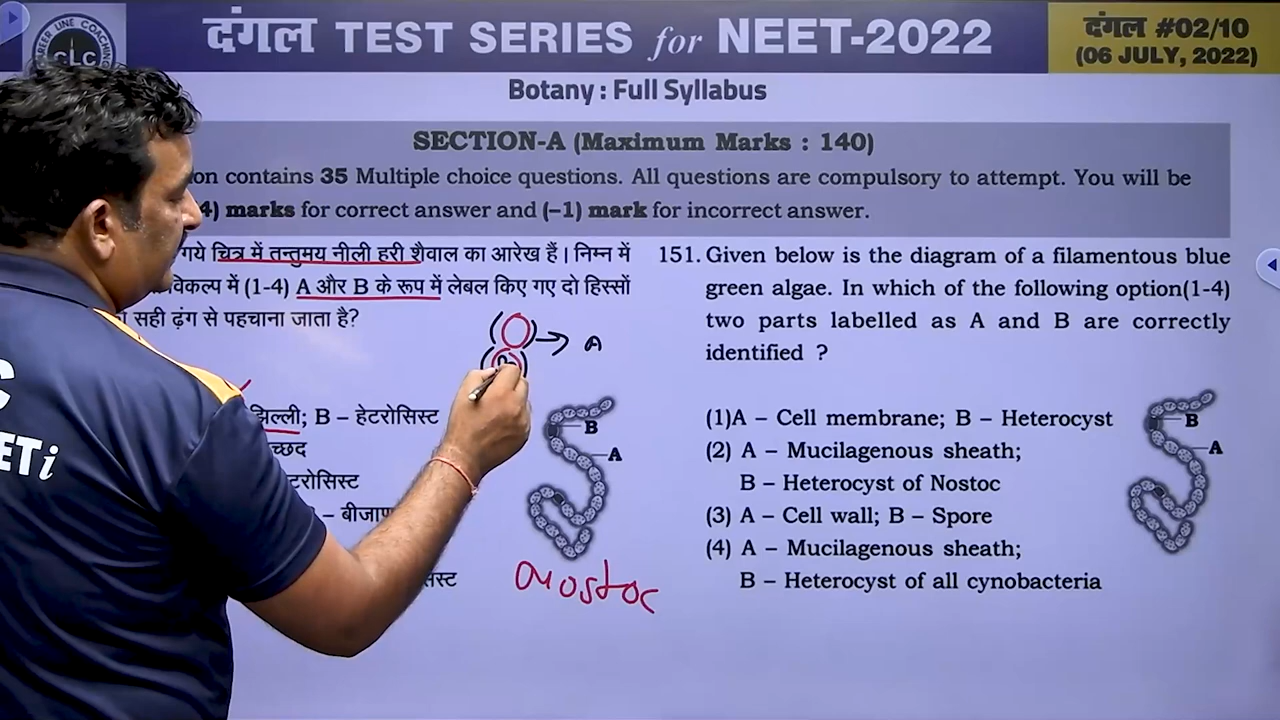 दंगल TEST SERIES for NEET-2022
दंगल #02/10
(06 JULY, 2022)
CLC
Botany : Full Syllabus
SECTION-A (Maximum Marks : 140)
contains 35 Multiple choice questions. All questions are compulsory to attempt. You will be
4) marks for correct answer and (–1) mark for incorrect answer.
गये चित्र में तन्तुमय नीली हरी शैवाल का आरेख हैं। निम्न में
विकल्प में (1-4) A और B के रूप में लेबल किए गए दो हिस्सों
सही ढ़ंग से पहचाना जाता है?
A
झिल्ली; B – हेटरोसिस्ट
B
A
nostoc
151. Given below is the diagram of a filamentous blue
green algae. In which of the following option(1-4)
two parts labelled as A and B are correctly
identified ?
(1)A – Cell membrane; B – Heterocyst
(2) A – Mucilagenous sheath;
B – Heterocyst of Nostoc
(3) A – Cell wall; B – Spore
(4) A – Mucilagenous sheath;
B – Heterocyst of all cynobacteria
B
A